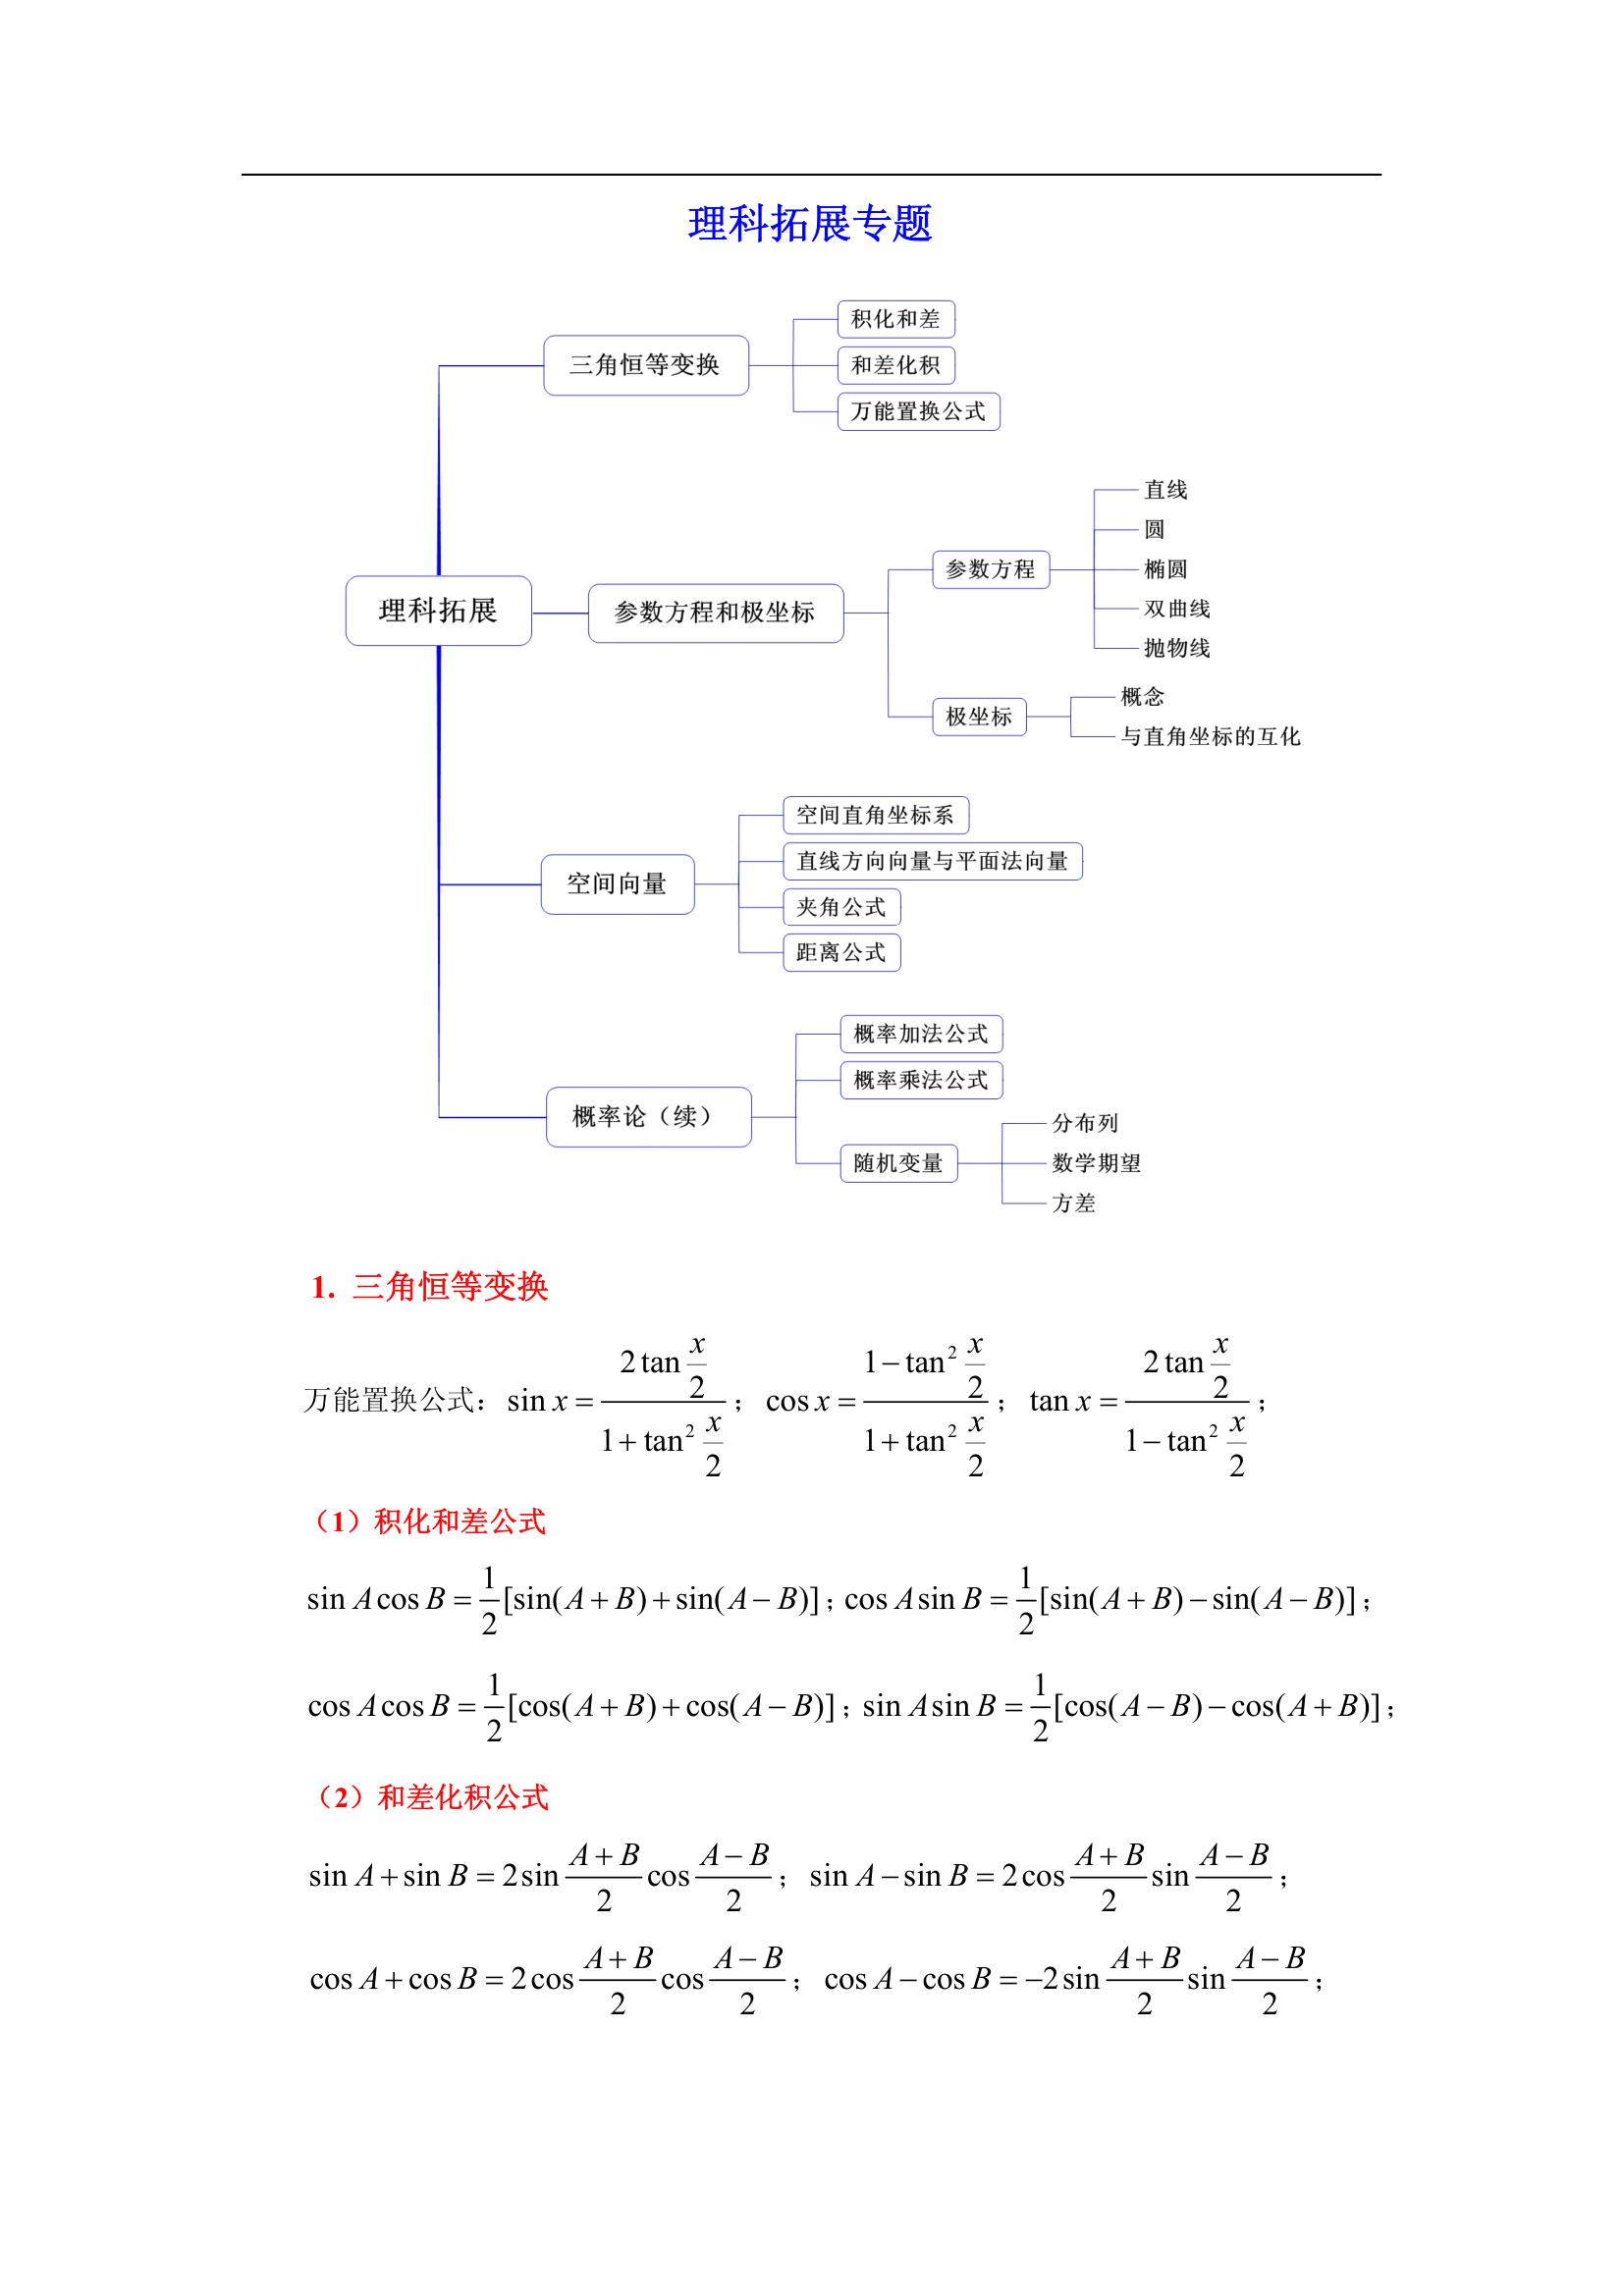 理科拓展专题
积化和差
三角恒等变换
和差化积
万能置换公式
直线
圆
参数方程
椭圆
理科拓展
参数方程和极坐标
双曲线
抛物线
概念
极坐标
与直角坐标的互化
空间直角坐标系
直线方向向量与平面法向量
空间向量
夹角公式
距离公式
概率加法公式
概率乘法公式
概率论（续）
分布列
随机变量
数学期望
方差
1. 三角恒等变换
万能置换公式：$\sin x = \frac{2\tan\frac{x}{2}}{1+\tan^2\frac{x}{2}}$；$\cos x = \frac{1-\tan^2\frac{x}{2}}{1+\tan^2\frac{x}{2}}$；$\tan x = \frac{2\tan\frac{x}{2}}{1-\tan^2\frac{x}{2}}$；
（1）积化和差公式
$\sin A\cos B = \frac{1}{2}[\sin(A+B)+\sin(A-B)]$；$\cos A\sin B = \frac{1}{2}[\sin(A+B)-\sin(A-B)]$；
$\cos A\cos B = \frac{1}{2}[\cos(A+B)+\cos(A-B)]$；$\sin A\sin B = \frac{1}{2}[\cos(A-B)-\cos(A+B)]$；
（2）和差化积公式
$\sin A+\sin B = 2\sin\frac{A+B}{2}\cos\frac{A-B}{2}$；$\sin A-\sin B = 2\cos\frac{A+B}{2}\sin\frac{A-B}{2}$；
$\cos A+\cos B = 2\cos\frac{A+B}{2}\cos\frac{A-B}{2}$；$\cos A-\cos B = -2\sin\frac{A+B}{2}\sin\frac{A-B}{2}$；